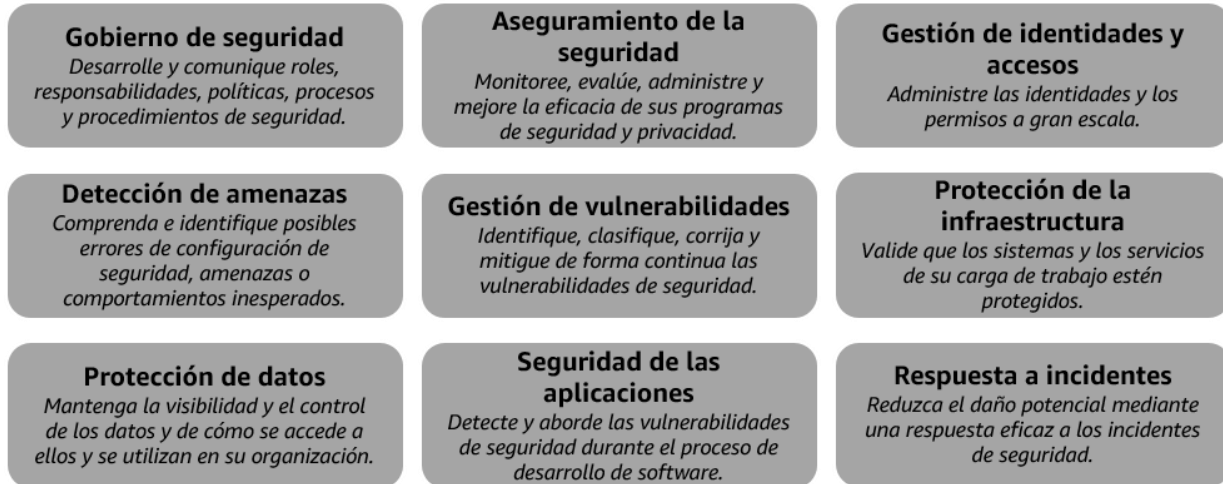 Gobierno de seguridad
Desarrolle y comunique roles,
responsabilidades, políticas, procesos
y procedimientos de seguridad.
Aseguramiento de la
seguridad
Monitoree, evalúe, administre y
mejore la eficacia de sus programas
de seguridad y privacidad.
Gestión de identidades y
accesos
Administre las identidades y los
permisos a gran escala.
Detección de amenazas
Comprenda e identifique posibles
errores de configuración de
seguridad, amenazas o
comportamientos inesperados.
Gestión de vulnerabilidades
Identifique, clasifique, corrija y
mitigue de forma continua las
vulnerabilidades de seguridad.
Protección de la
infraestructura
Valide que los sistemas y los servicios
de su carga de trabajo estén
protegidos.
Protección de datos
Mantenga la visibilidad y el control
de los datos y de cómo se accede a
ellos y se utilizan en su organización.
Seguridad de las
aplicaciones
Detecte y aborde las vulnerabilidades
de seguridad durante el proceso de
desarrollo de software.
Respuesta a incidentes
Reduzca el daño potencial mediante
una respuesta eficaz a los incidentes
de seguridad.